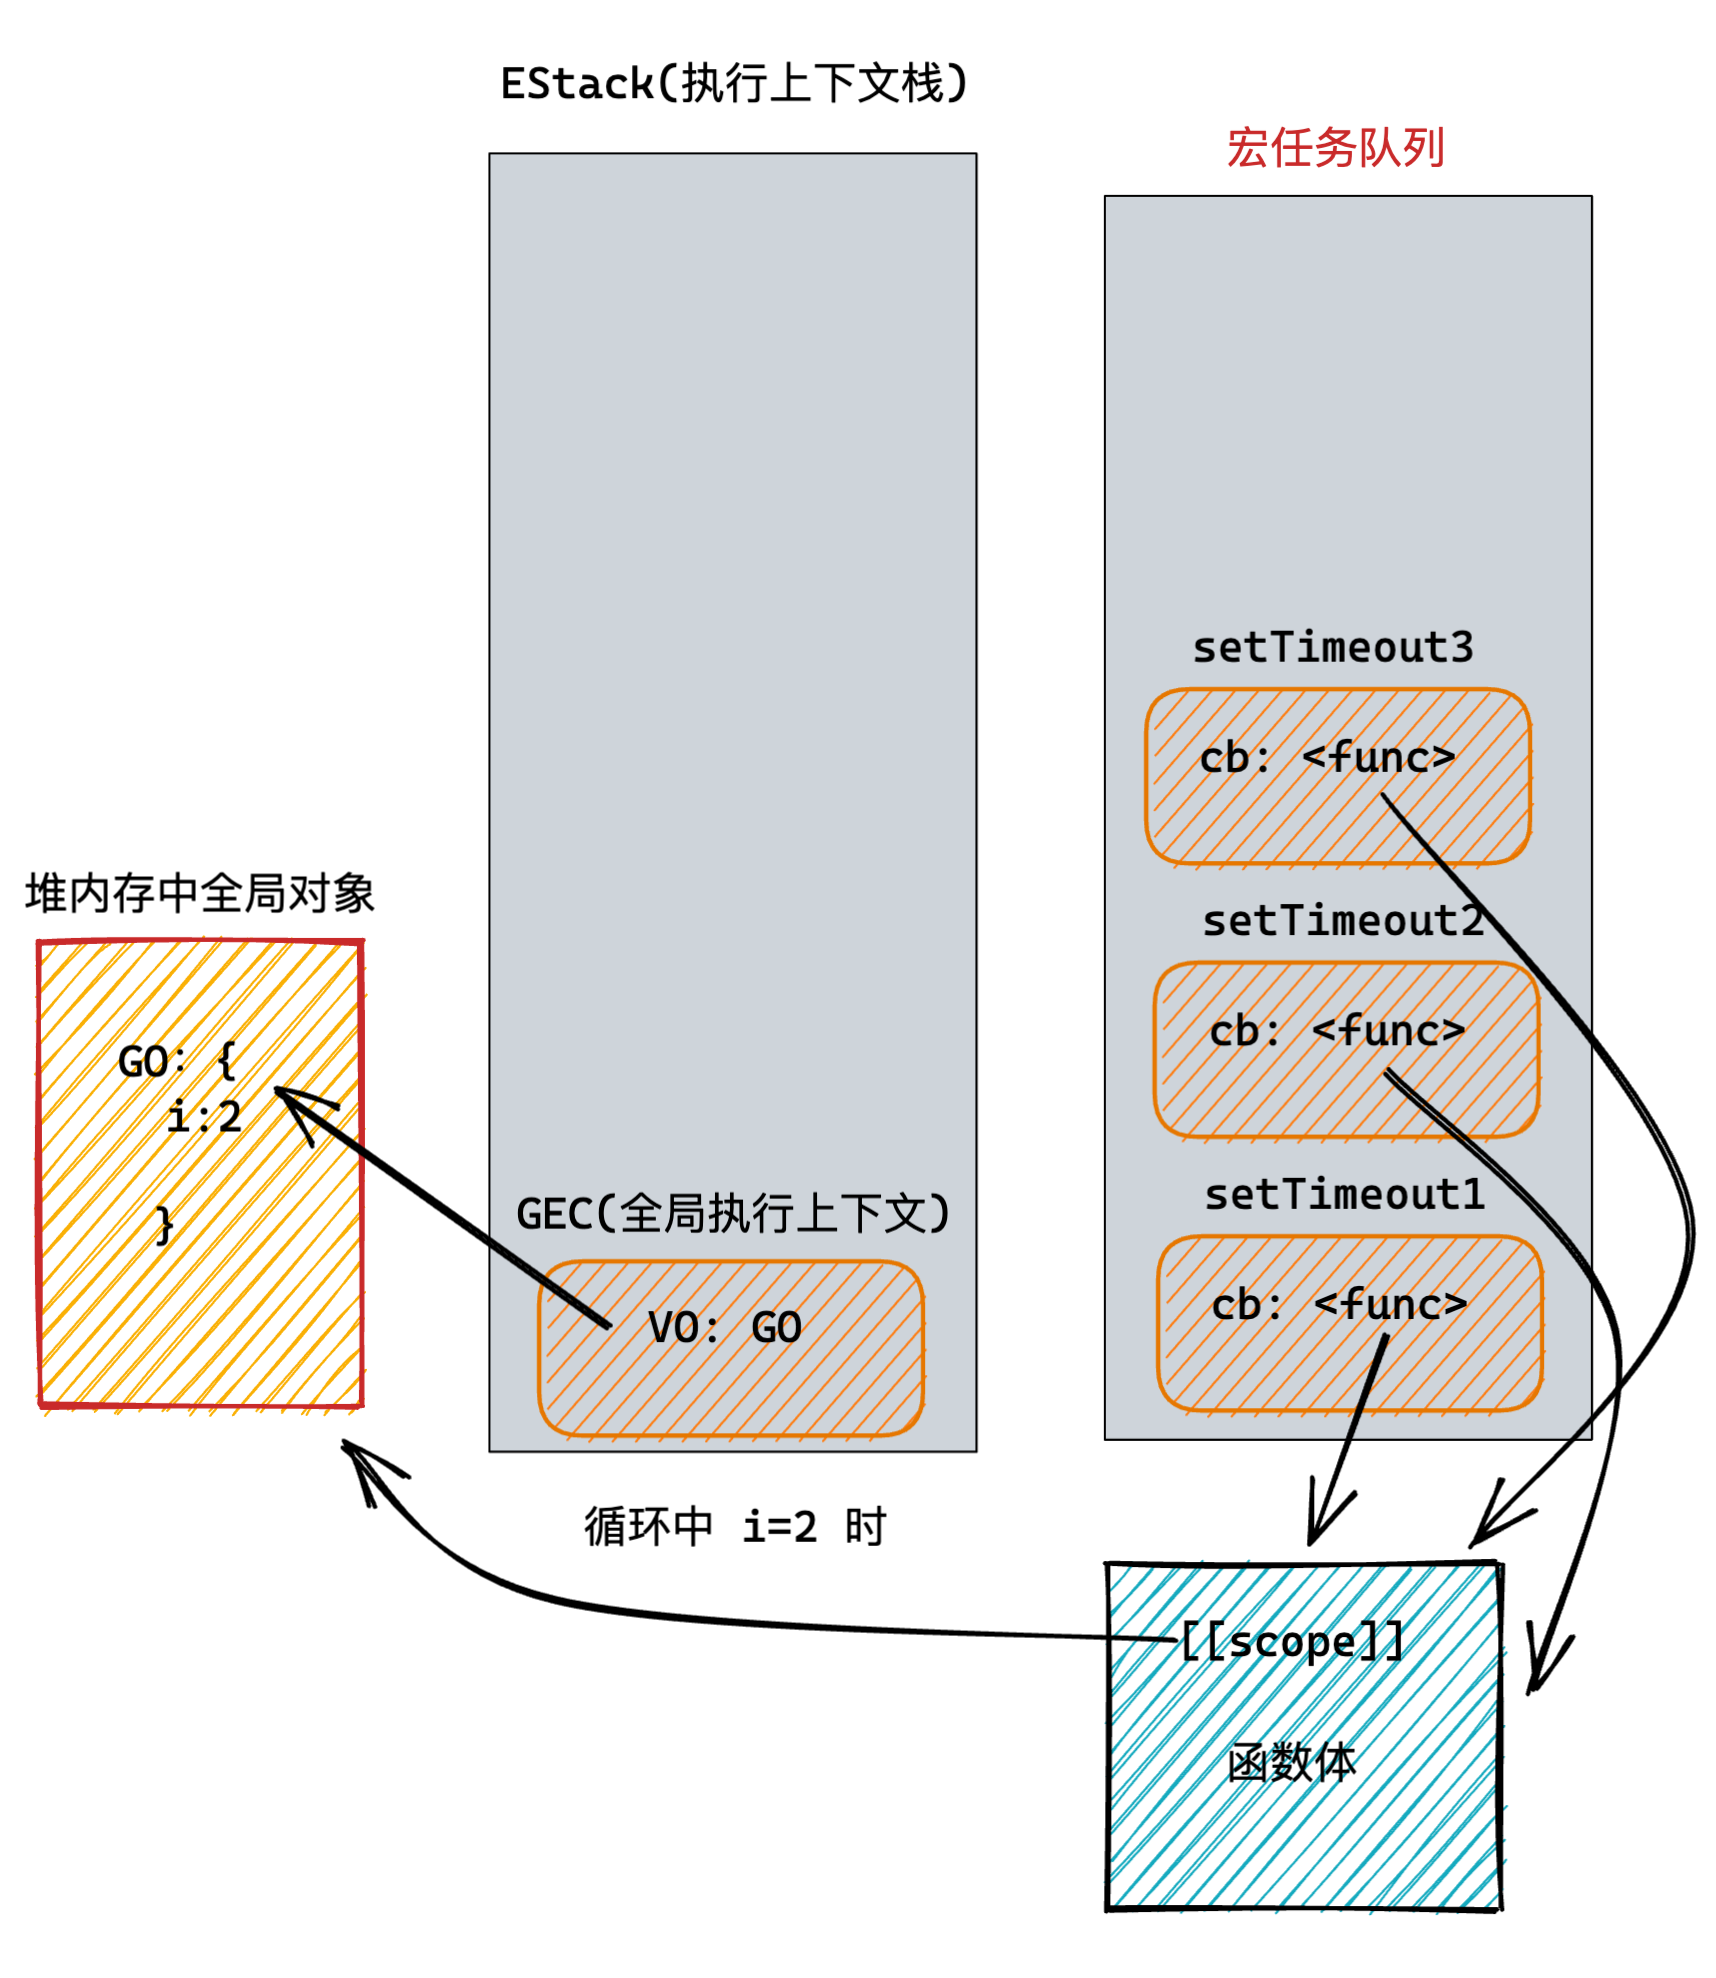 EStack(执行上下文栈)
宏任务队列
setTimeout3
cb: <func>
setTimeout2
cb: <func>
setTimeout1
cb: <func>
堆内存中全局对象
GO: {
i:2
}
GEC(全局执行上下文)
VO: GO
循环中 i=2 时
[[scope]]
函数体